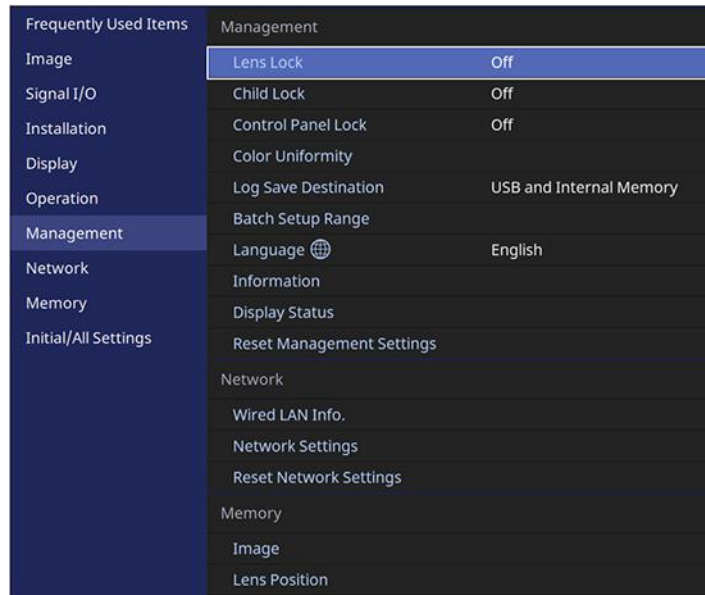 Frequently Used Items
Image
Signal I/O
Installation
Display
Operation
Management
Network
Memory
Initial/All Settings
Management
Lens Lock Off
Child Lock Off
Control Panel Lock Off
Color Uniformity
Log Save Destination USB and Internal Memory
Batch Setup Range
Language English
Information
Display Status
Reset Management Settings
Network
Wired LAN Info.
Network Settings
Reset Network Settings
Memory
Image
Lens Position